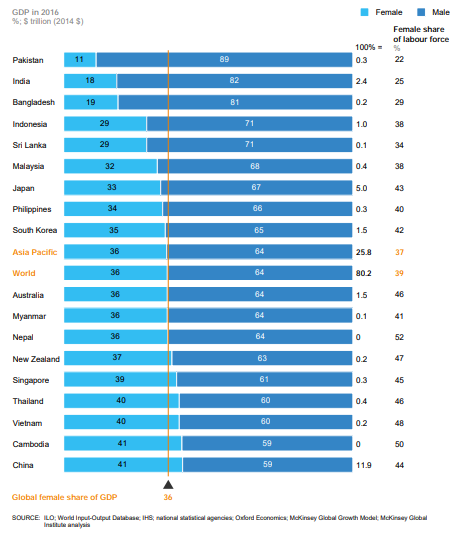 GDP in 2016
%; $ trillion (2014 $)
Female Male
Female share
of labour force
100% = %
Pakistan 11 89 0.3 22
India 18 82 2.4 25
Bangladesh 19 81 0.2 29
Indonesia 29 71 1.0 38
Sri Lanka 29 71 0.1 34
Malaysia 32 68 0.4 38
Japan 33 67 5.0 43
Philippines 34 66 0.3 40
South Korea 35 65 1.5 42
Asia Pacific 36 64 25.8 37
World 36 64 80.2 39
Australia 36 64 1.5 46
Myanmar 36 64 0.1 41
Nepal 36 64 0 52
New Zealand 37 63 0.2 47
Singapore 39 61 0.3 45
Thailand 40 60 0.4 46
Vietnam 40 60 0.2 48
Cambodia 41 59 0 50
China 41 59 11.9 44
Global female share of GDP 36
SOURCE: ILO; World Input-Output Database; IHS; national statistical agencies; Oxford Economics; McKinsey Global Growth Model; McKinsey Global
Institute analysis